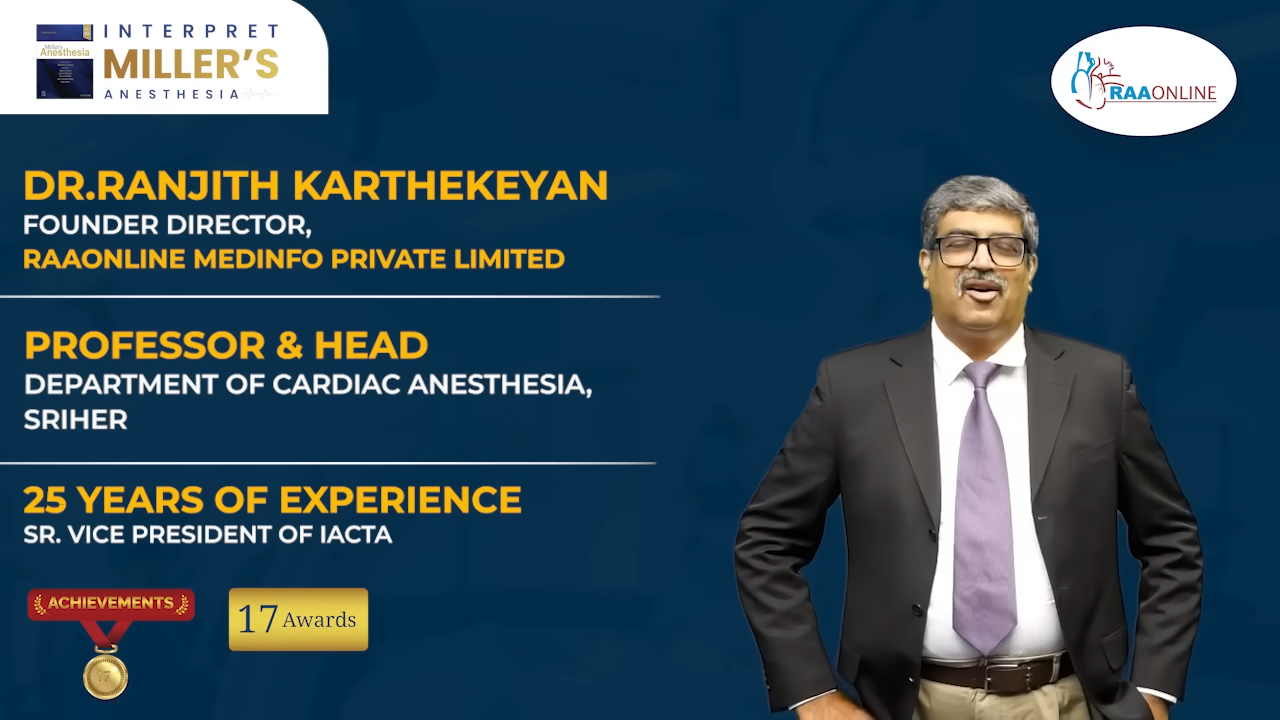 INTERPRET
MILLER'S
ANESTHESIA
Miller's
Anesthesia
RAAONLINE
DR.RANJITH KARTHEKEYAN
FOUNDER DIRECTOR,
RAAONLINE MEDINFO PRIVATE LIMITED
PROFESSOR & HEAD
DEPARTMENT OF CARDIAC ANESTHESIA,
SRIHER
25 YEARS OF EXPERIENCE
SR. VICE PRESIDENT OF IACTA
ACHIEVEMENTS
17 Awards
17